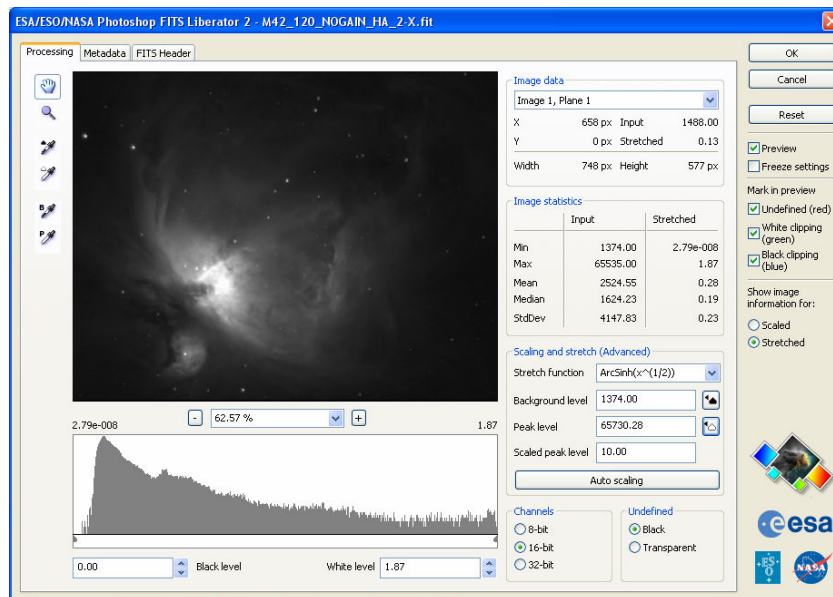 ESA/ESO/NASA Photoshop FITS Liberator 2 - M42_120_NOGAIN_HA_2-X.fit
Processing Metadata FITS Header
Image data
Image 1, Plane 1
X 658 px Input 1488.00
Y 0 px Stretched 0.13
Width 748 px Height 577 px
Image statistics
Input Stretched
Min 1374.00 2.79e-008
Max 65535.00 1.87
Mean 2524.55 0.28
Median 1624.23 0.19
StdDev 4147.83 0.23
Scaling and stretch (Advanced)
Stretch function ArcSinh(x^(1/2))
Background level 1374.00
Peak level 65730.28
Scaled peak level 10.00
Auto scaling
Channels
8-bit
16-bit
32-bit
Undefined
Black
Transparent
B
P
- 62.57 % +
2.79e-008 1.87
0.00 Black level White level 1.87
OK
Cancel
Reset
Preview
Freeze settings
Mark in preview
Undefined (red)
White clipping
(green)
Black clipping
(blue)
Show image
information for:
Scaled
Stretched
esa
ES
O
NASA